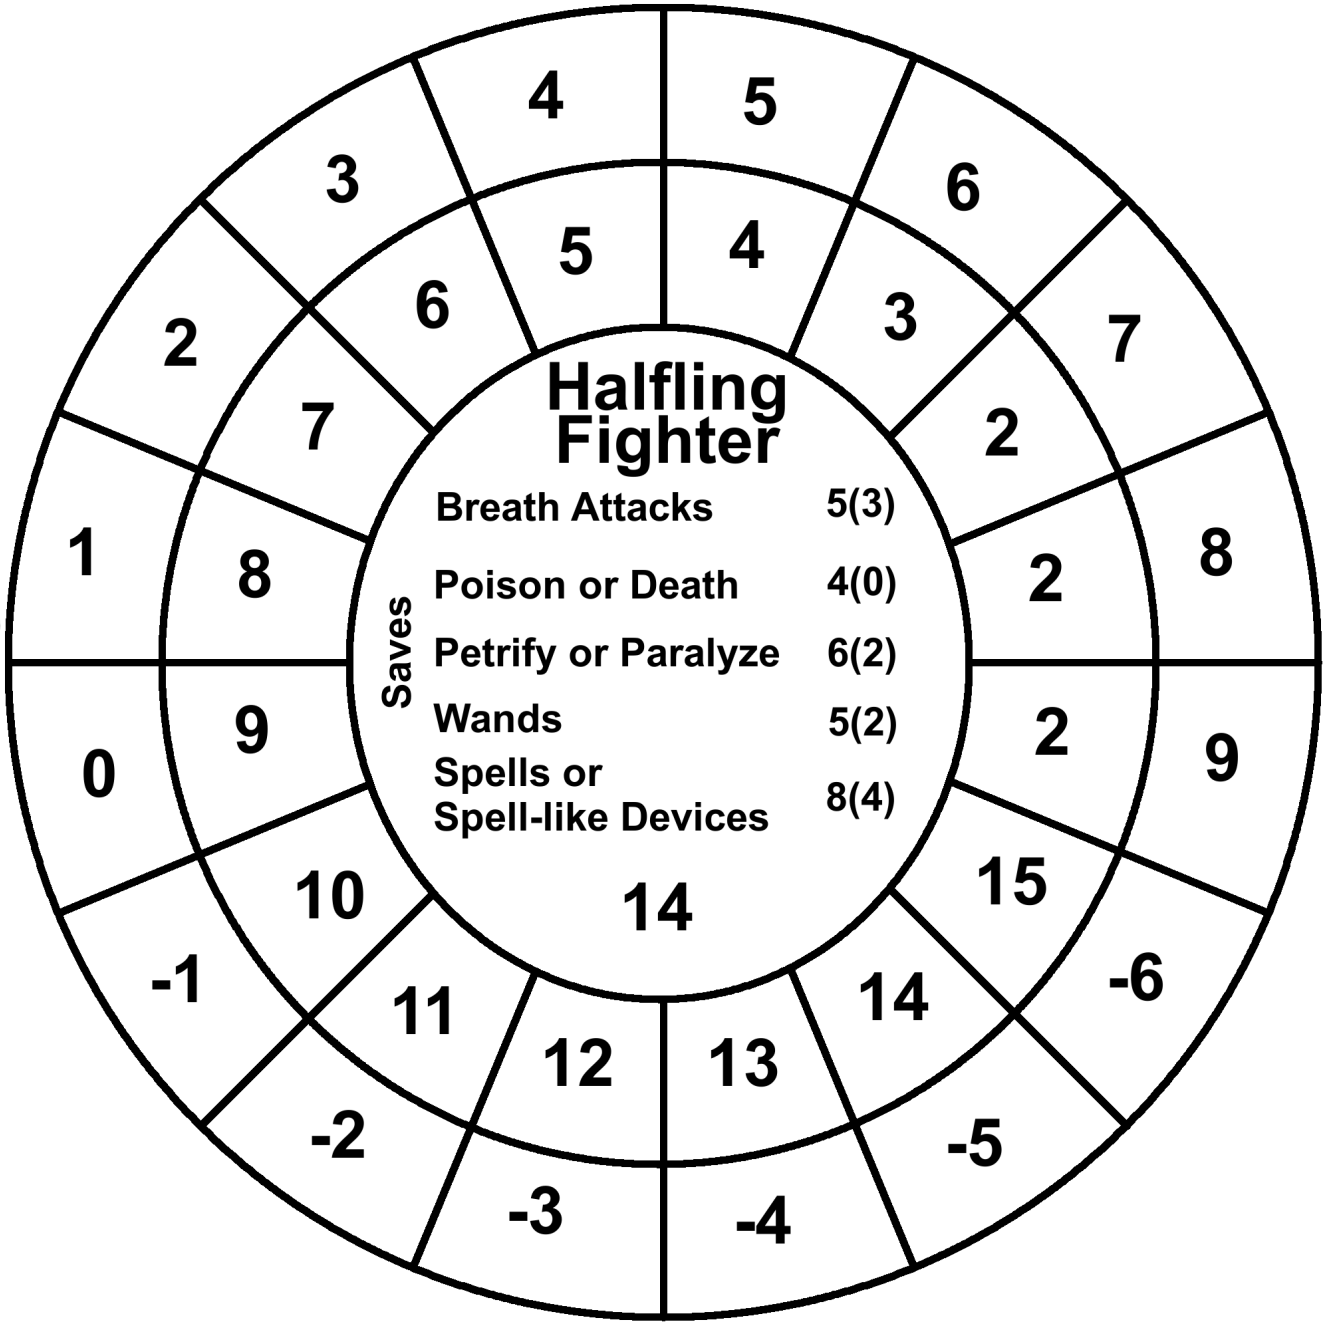 4 5
3 6
5 4
2 6 3 7
7 2
Halfling
Fighter
Breath Attacks 5(3)
1 8 2 8
Poison or Death 4(0)
Saves
Petrify or Paralyze 6(2)
Wands 5(2)
0 9 2 9
Spells or
Spell-like Devices 8(4)
10 15
14
-1 11 14 -6
12 13
-2 -5
-3 -4